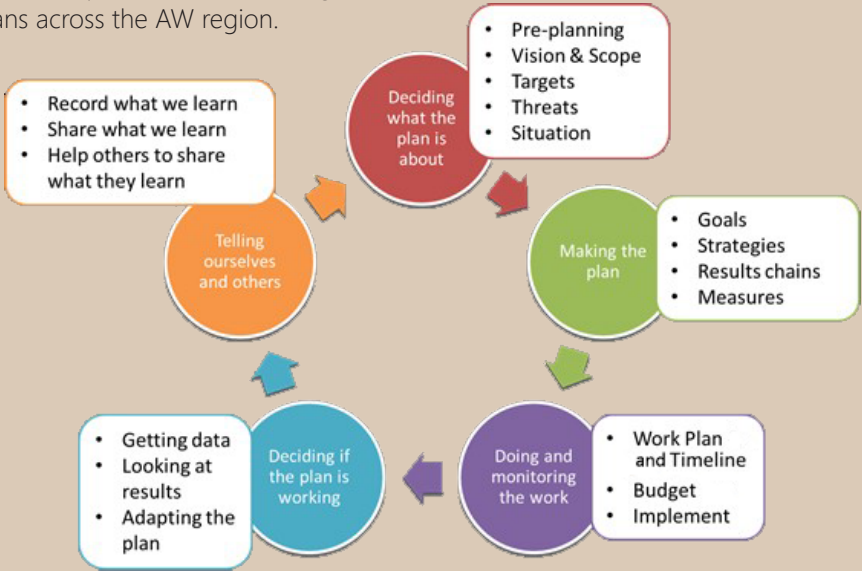 ans across the AW region.
Deciding
what the
plan is
about
• Pre-planning
• Vision & Scope
• Targets
• Threats
• Situation
Making the
plan
• Goals
• Strategies
• Results chains
• Measures
Doing and
monitoring
the work
• Work Plan
and Timeline
• Budget
• Implement
Deciding if
the plan is
working
• Getting data
• Looking at
results
• Adapting the
plan
Telling
ourselves
and others
• Record what we learn
• Share what we learn
• Help others to share
what they learn